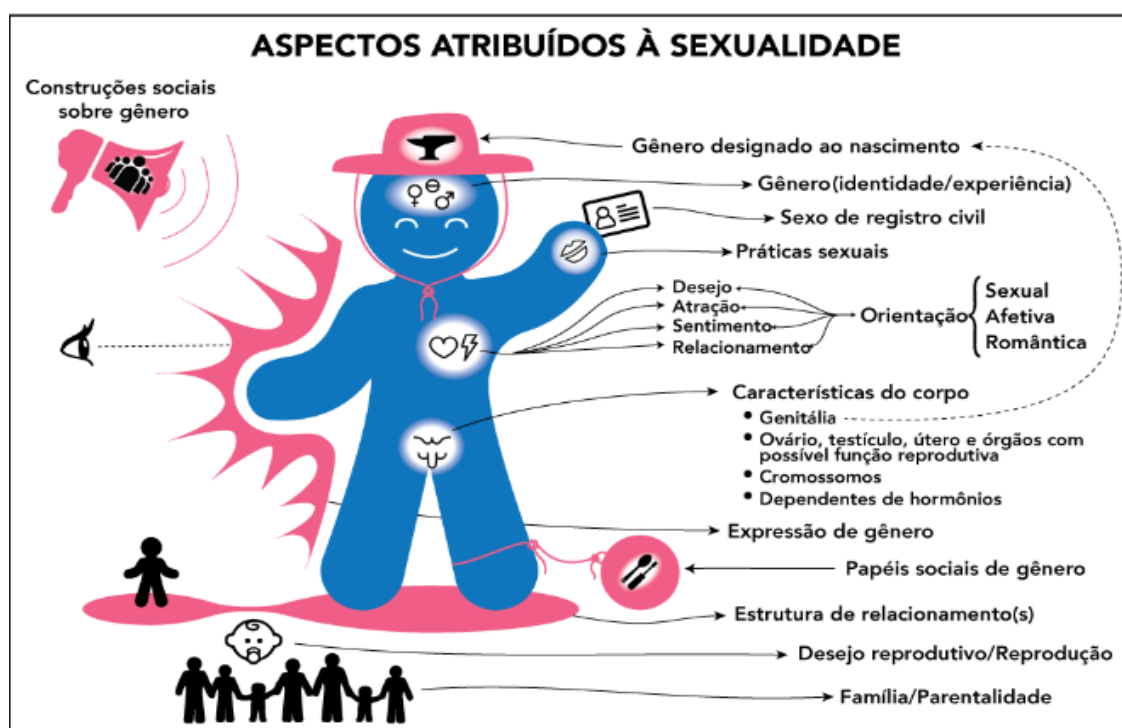 ASPECTOS ATRIBUÍDOS À SEXUALIDADE
Construções sociais
sobre gênero
Gênero designado ao nascimento
Gênero(identidade/experiência)
Sexo de registro civil
Práticas sexuais
Desejo
Atração
Sentimento
Relacionamento
Orientação
Sexual
Afetiva
Romântica
Características do corpo
• Genitália
• Ovário, testículo, útero e órgãos com
possível função reprodutiva
• Cromossomos
• Dependentes de hormônios
Expressão de gênero
Papéis sociais de gênero
Estrutura de relacionamento(s)
Desejo reprodutivo/Reprodução
Família/Parentalidade